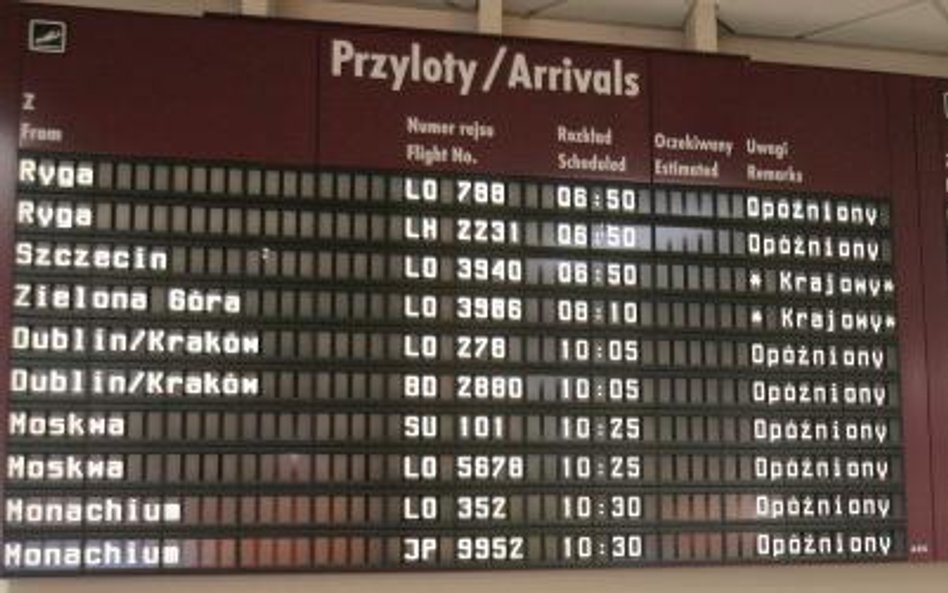 Przyloty/Arrivals
Z Numer rejsu Rozkład Oczekiwany Uwagi
From Flight No. Scheduled Estimated Remarks
Ryga LO 788 06:50 Opóźniony
Ryga LH 2231 06:50 Opóźniony
Szczecin LO 3940 06:50 * Krajowy*
Zielona Góra LO 3986 08:10 * Krajowy*
Dublin/Kraków LO 278 10:05 Opóźniony
Dublin/Kraków BD 2880 10:05 Opóźniony
Moskwa SU 101 10:25 Opóźniony
Moskwa LO 5678 10:25 Opóźniony
Monachium LO 352 10:30 Opóźniony
Monachium JP 9952 10:30 Opóźniony